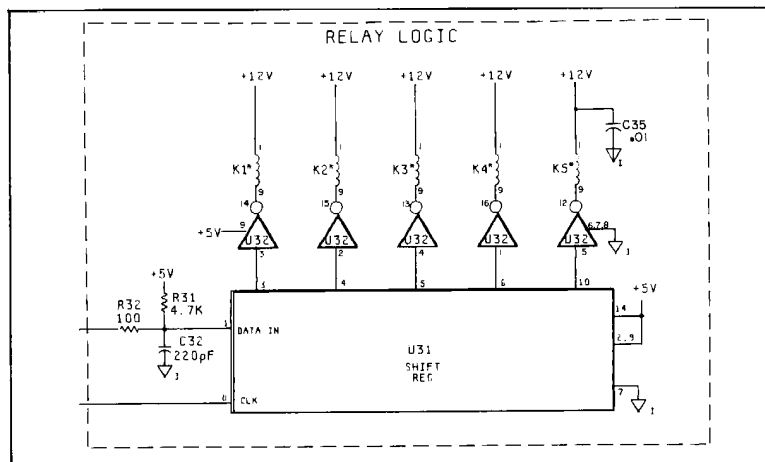 RELAY LOGIC
+12V +12V +12V +12V +12V
C35
.01
I
1 1 1 1 1
K1* K2* K3* K4* K5*
9 9 9 9 9
14 15 13 16 12
+5V 9 U32 U32 U32 U32 U32 6,7,8
I
3 2 4 1 5
3 4 5 6 10
+5V
R31
4.7K
R32
100
C32
220pF
I
1 DATA IN
U31
SHIFT
REG
14 +5V
2,9
7
I
8 CLK